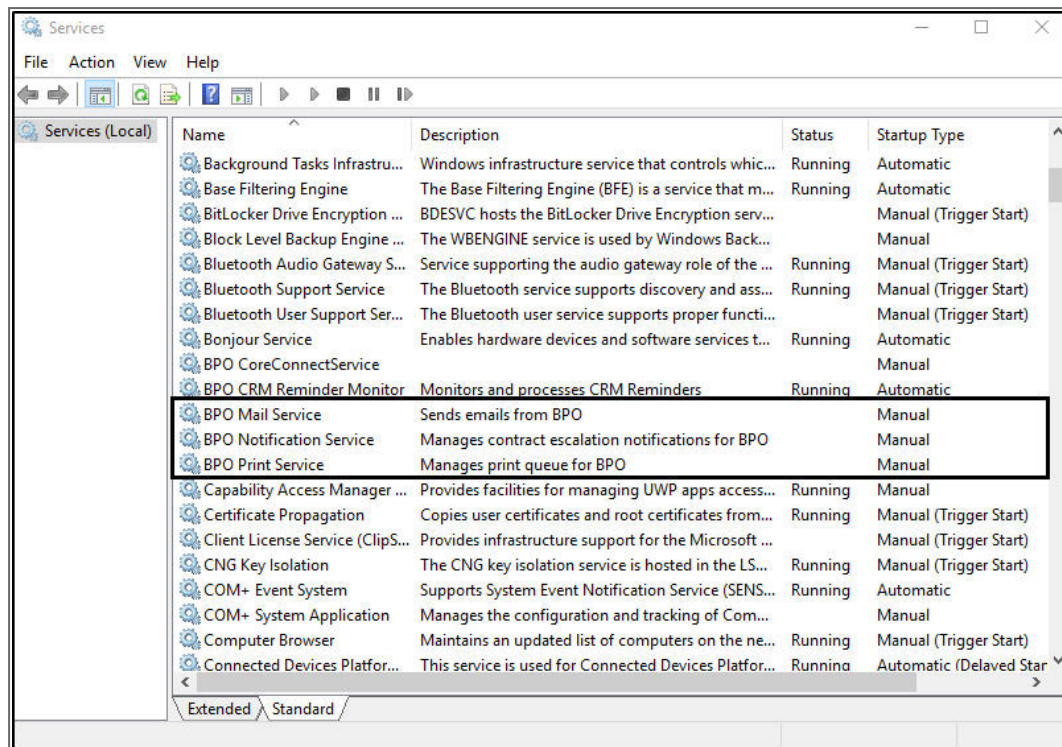 Services
File Action View Help
Services (Local)
Name Description Status Startup Type
Background Tasks Infrastru... Windows infrastructure service that controls whic... Running Automatic
Base Filtering Engine The Base Filtering Engine (BFE) is a service that m... Running Automatic
BitLocker Drive Encryption ... BDESVC hosts the BitLocker Drive Encryption serv... Manual (Trigger Start)
Block Level Backup Engine ... The WBENGINE service is used by Windows Back... Manual
Bluetooth Audio Gateway S... Service supporting the audio gateway role of the ... Running Manual (Trigger Start)
Bluetooth Support Service The Bluetooth service supports discovery and ass... Running Manual (Trigger Start)
Bluetooth User Support Ser... The Bluetooth user service supports proper functi... Manual (Trigger Start)
Bonjour Service Enables hardware devices and software services t... Running Automatic
BPO CoreConnectService Manual
BPO CRM Reminder Monitor Monitors and processes CRM Reminders Running Automatic
BPO Mail Service Sends emails from BPO Manual
BPO Notification Service Manages contract escalation notifications for BPO Manual
BPO Print Service Manages print queue for BPO Manual
Capability Access Manager ... Provides facilities for managing UWP apps access... Running Manual
Certificate Propagation Copies user certificates and root certificates from... Running Manual (Trigger Start)
Client License Service (ClipS... Provides infrastructure support for the Microsoft ... Manual (Trigger Start)
CNG Key Isolation The CNG key isolation service is hosted in the LS... Running Manual (Trigger Start)
COM+ Event System Supports System Event Notification Service (SENS... Running Automatic
COM+ System Application Manages the configuration and tracking of Com... Manual
Computer Browser Maintains an updated list of computers on the ne... Running Manual (Trigger Start)
Connected Devices Platfor... This service is used for Connected Devices Platfor... Running Automatic (Delayed Star
Extended Standard